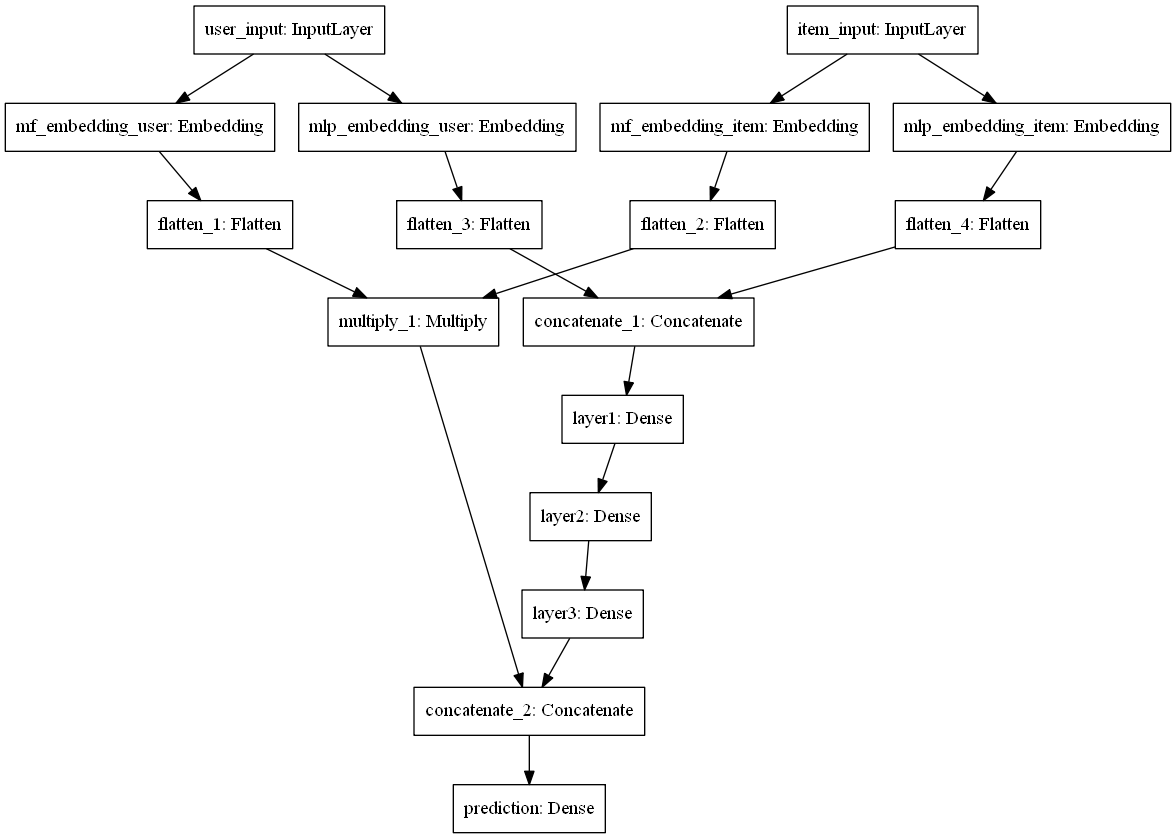 user_input: InputLayer
item_input: InputLayer
mf_embedding_user: Embedding
mlp_embedding_user: Embedding
mf_embedding_item: Embedding
mlp_embedding_item: Embedding
flatten_1: Flatten
flatten_3: Flatten
flatten_2: Flatten
flatten_4: Flatten
multiply_1: Multiply
concatenate_1: Concatenate
layer1: Dense
layer2: Dense
layer3: Dense
concatenate_2: Concatenate
prediction: Dense